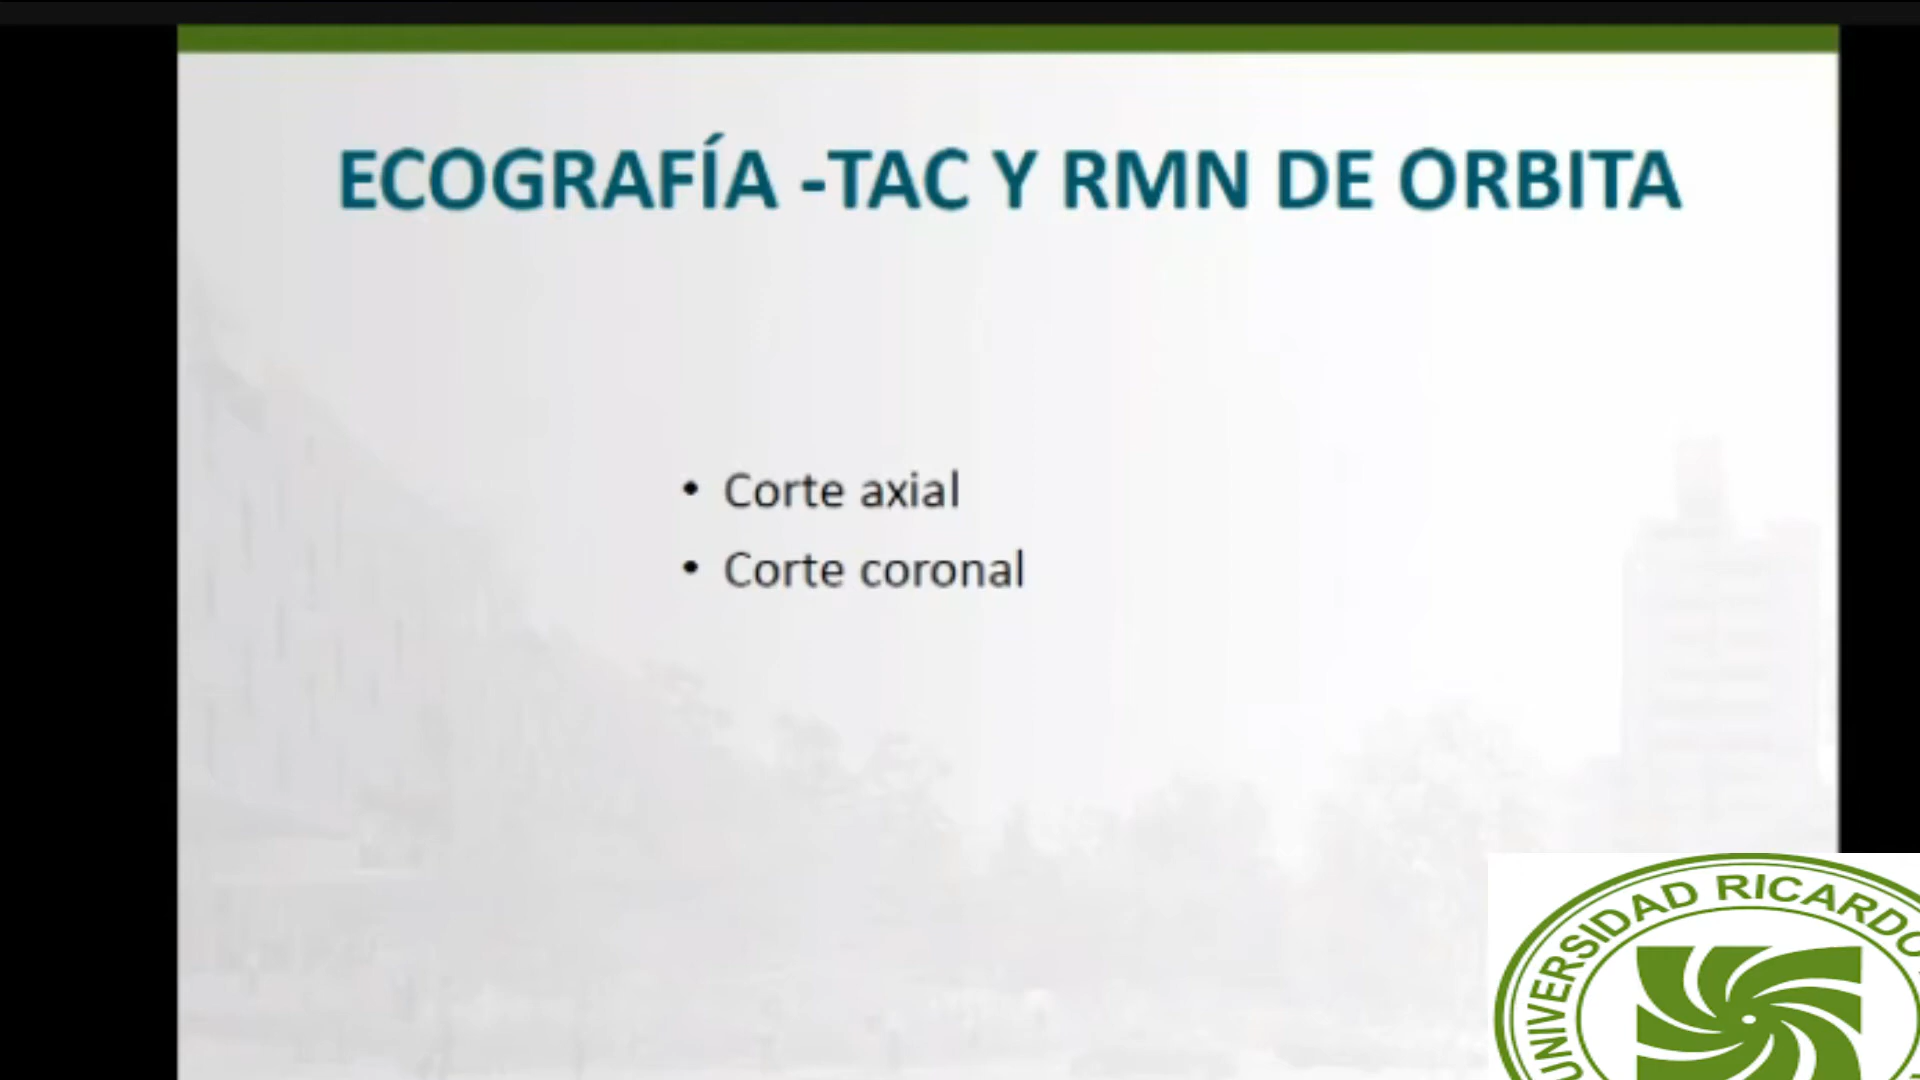 ECOGRAFÍA -TAC Y RMN DE ORBITA
• Corte axial
• Corte coronal
UNIVERSIDAD RICARDO